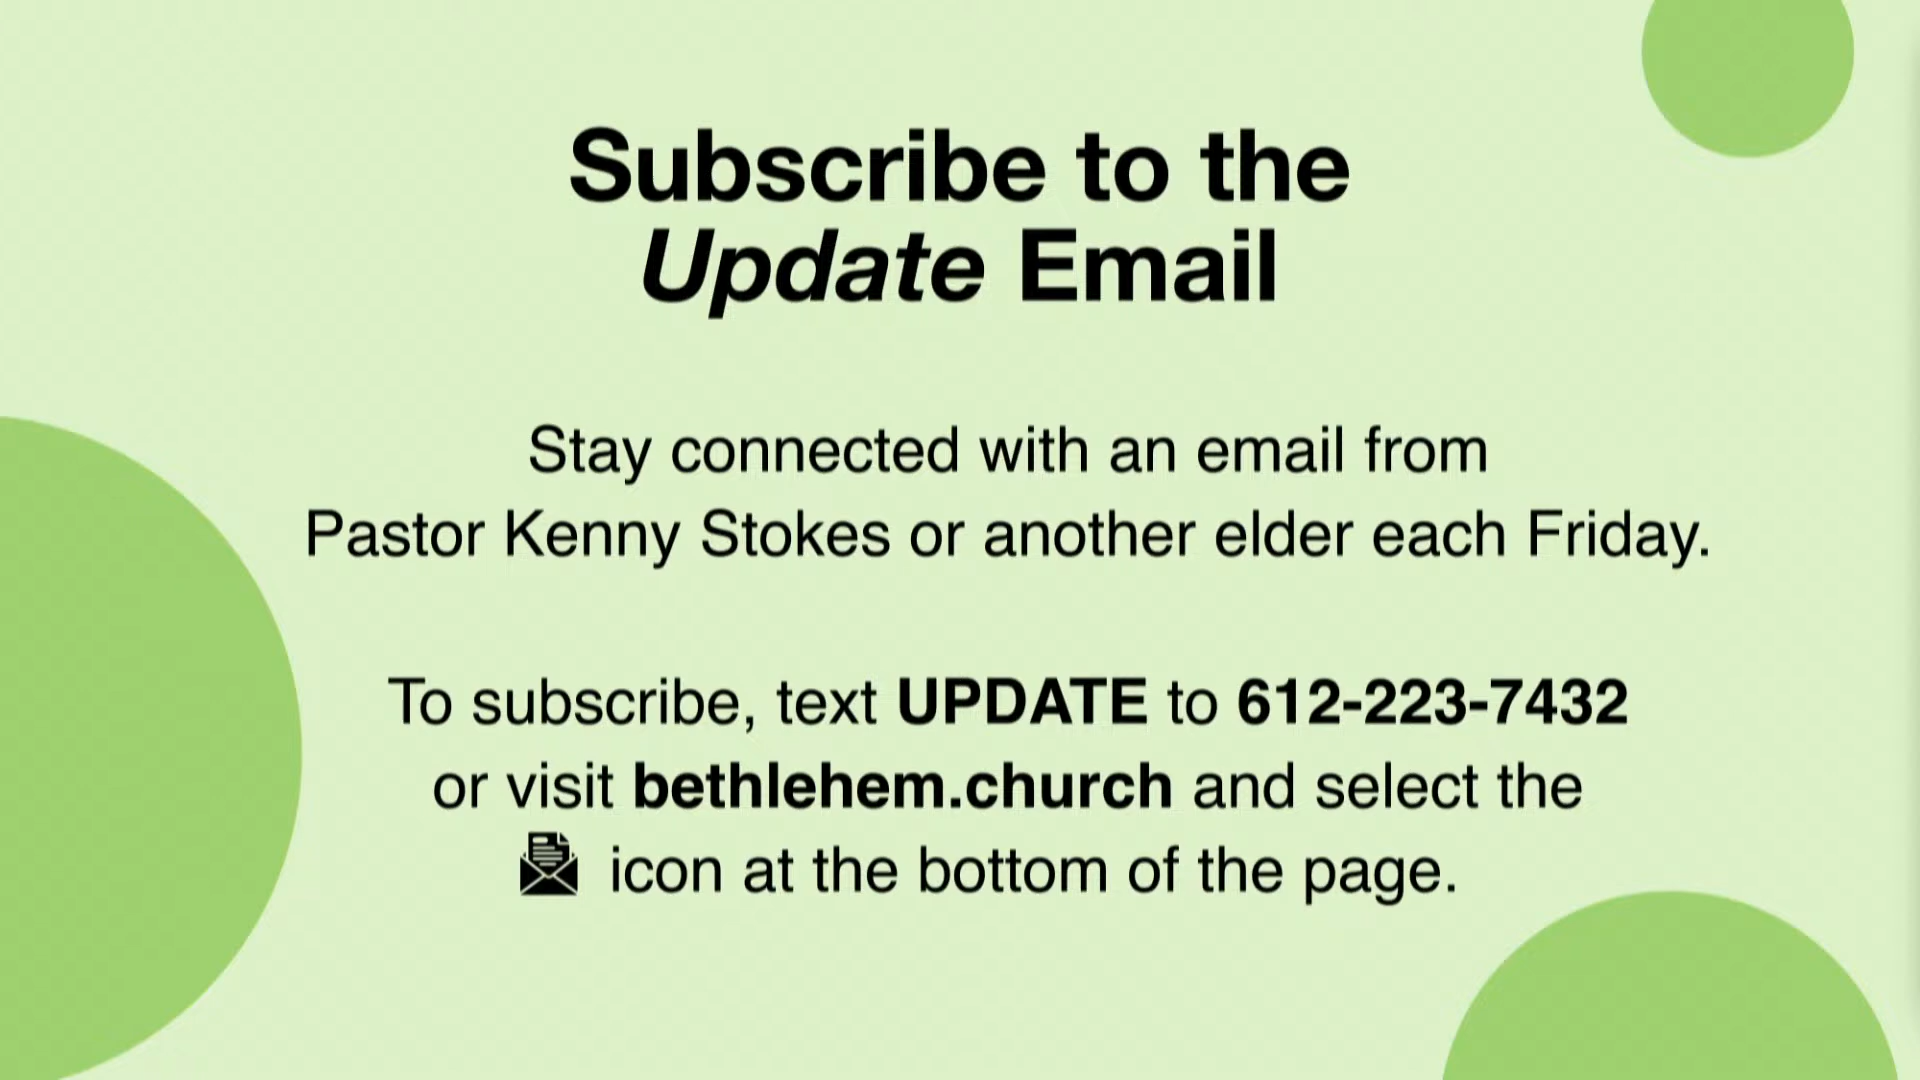 Subscribe to the
Update Email
Stay connected with an email from
Pastor Kenny Stokes or another elder each Friday.
To subscribe, text UPDATE to 612-223-7432
or visit bethlehem.church and select the
icon at the bottom of the page.